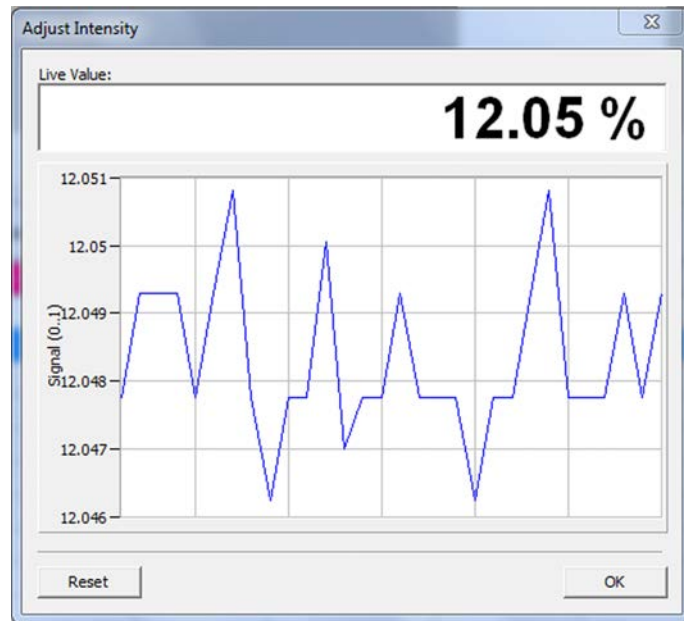 Adjust Intensity
Live Value:
12.05 %
12.051
12.05
12.049
12.048
12.047
12.046
Signal (0..1)
Reset
OK